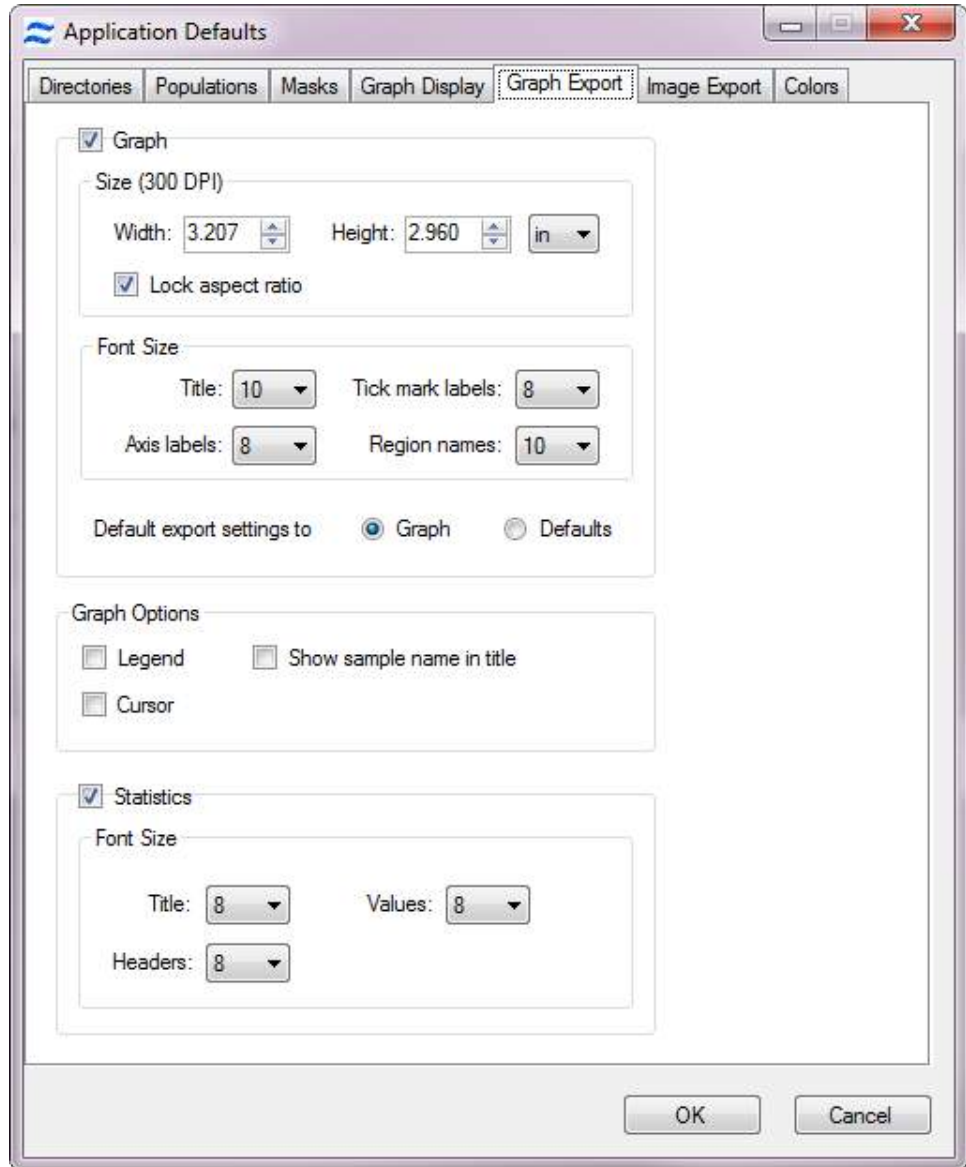 Application Defaults
Directories Populations Masks Graph Display Graph Export Image Export Colors
Graph
Size (300 DPI)
Width: 3.207 Height: 2.960 in
Lock aspect ratio
Font Size
Title: 10 Tick mark labels: 8
Axis labels: 8 Region names: 10
Default export settings to Graph Defaults
Graph Options
Legend Show sample name in title
Cursor
Statistics
Font Size
Title: 8 Values: 8
Headers: 8
OK Cancel